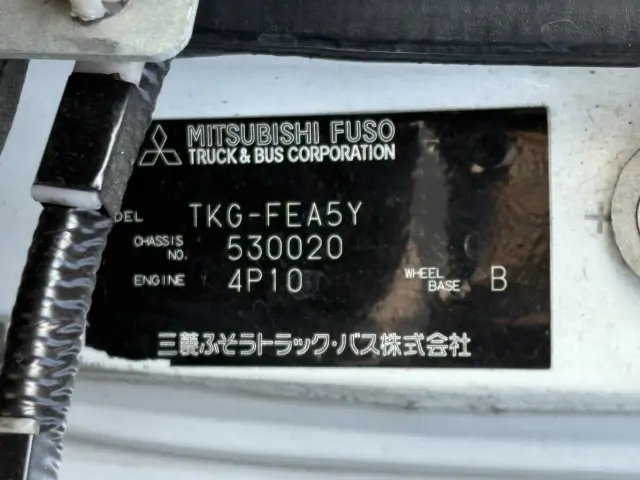 MITSUBISHI FUSO
TRUCK & BUS CORPORATION
DEL TKG-FEA5Y
CHASSIS NO. 530020
ENGINE 4P10 WHEEL BASE B
三菱ふそうトラック・バス株式会社